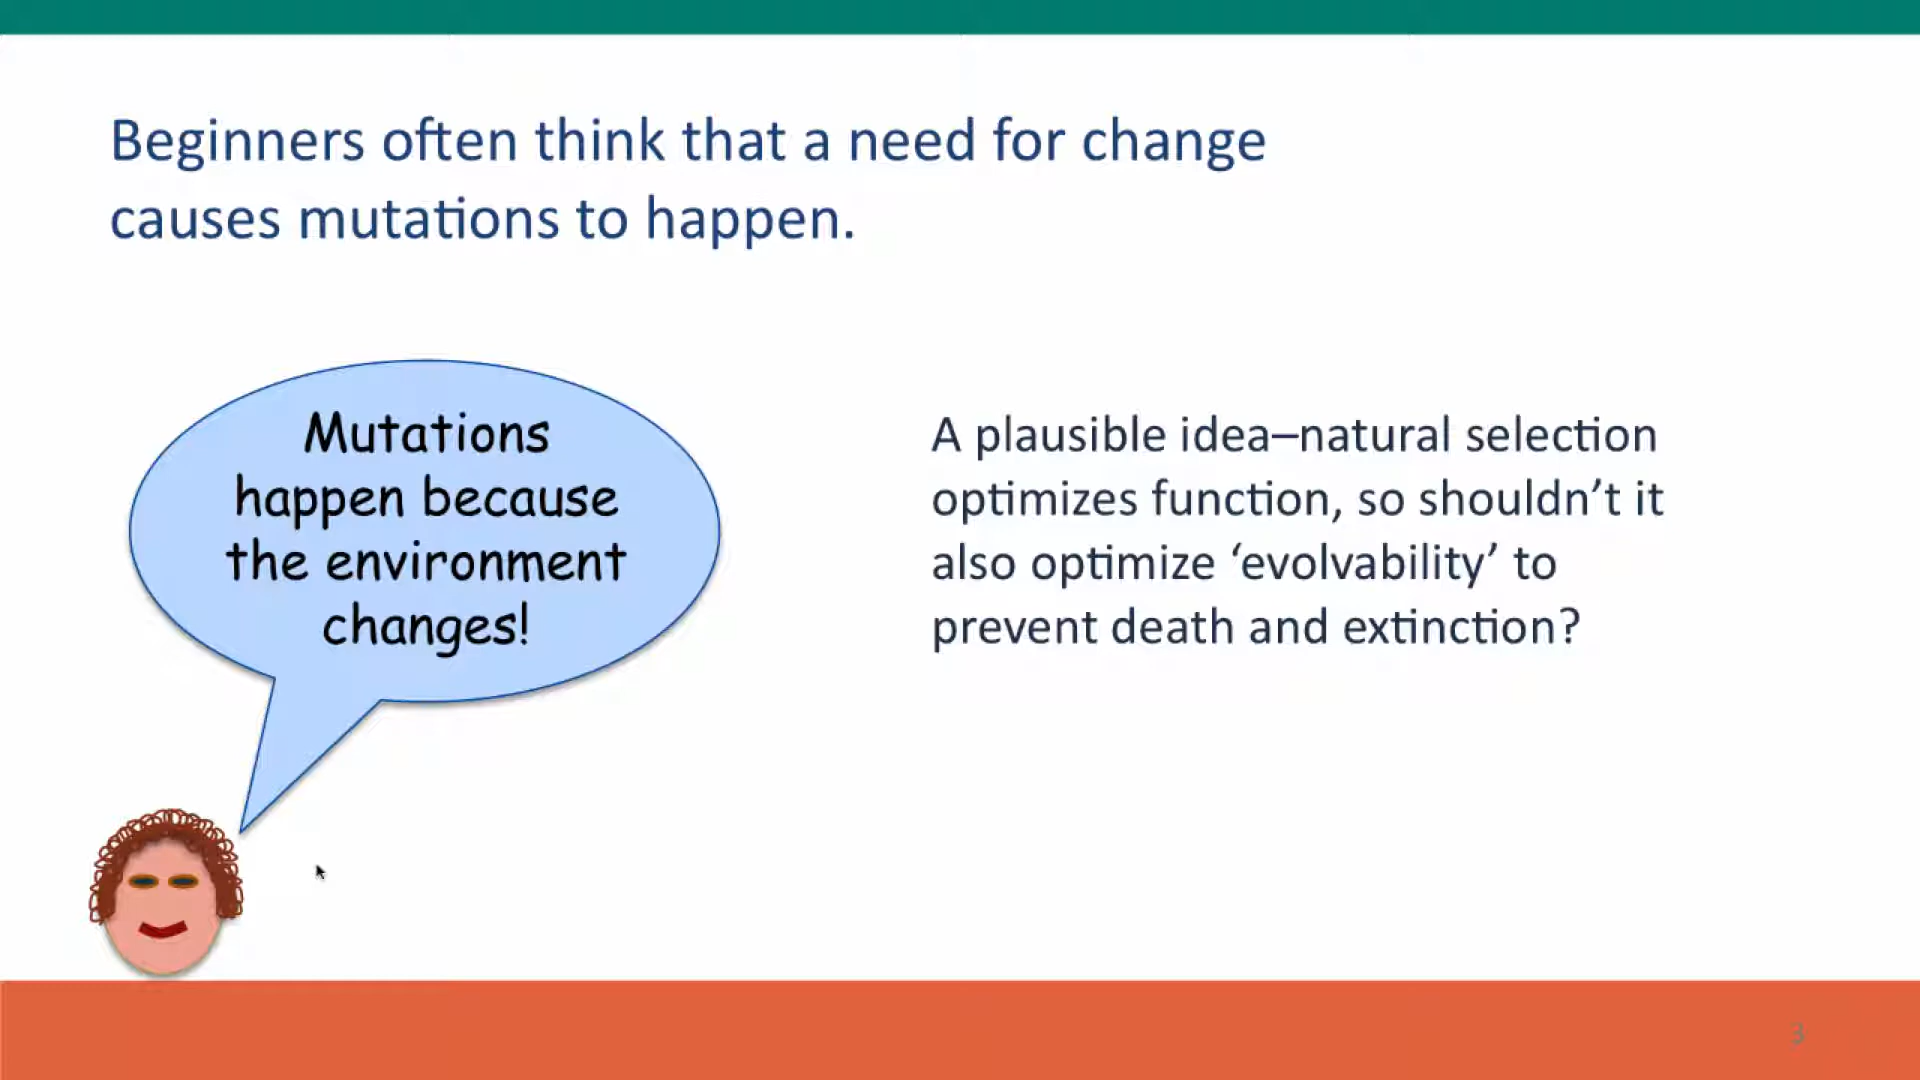 Beginners often think that a need for change
causes mutations to happen.
Mutations
happen because
the environment
changes!
A plausible idea–natural selection
optimizes function, so shouldn’t it
also optimize ‘evolvability’ to
prevent death and extinction?
3